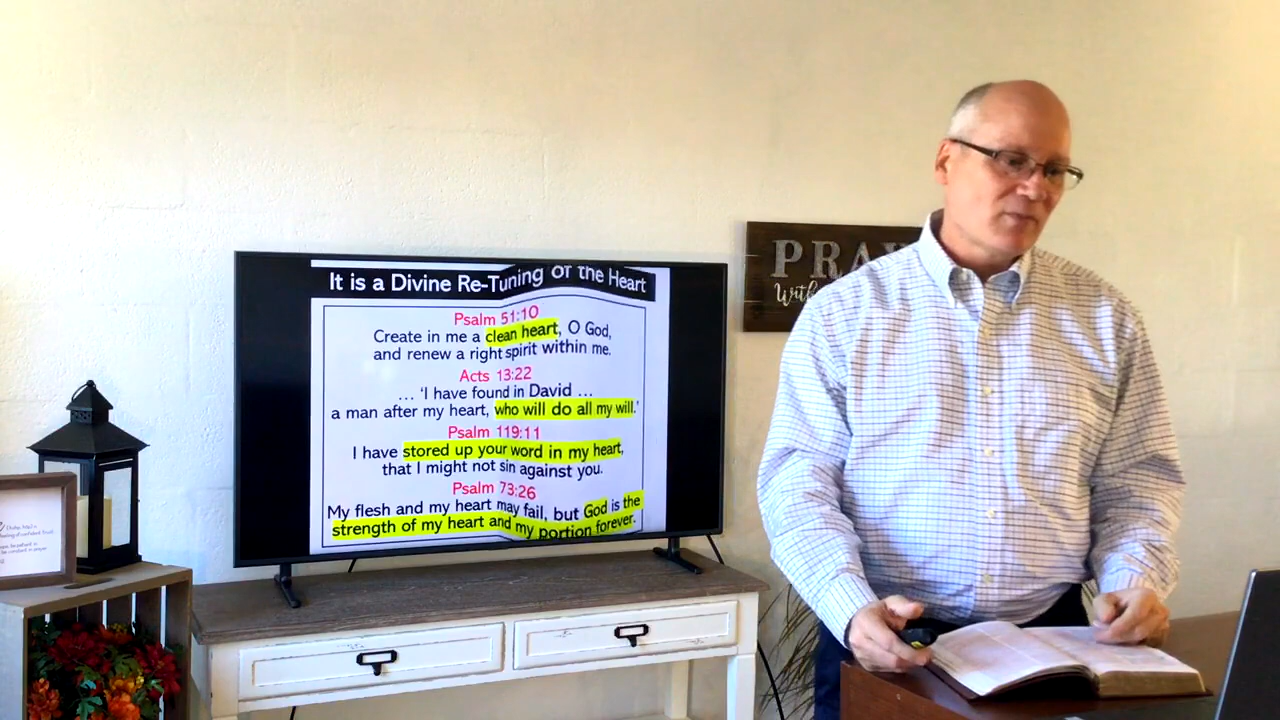 It is a Divine Re-Tuning of the Heart
Psalm 51:10
Create in me a clean heart, O God,
and renew a right spirit within me.
Acts 13:22
... 'I have found in David ...
a man after my heart, who will do all my will.'
Psalm 119:11
I have stored up your word in my heart,
that I might not sin against you.
Psalm 73:26
My flesh and my heart may fail, but God is the
strength of my heart and my portion forever.
PRA
With